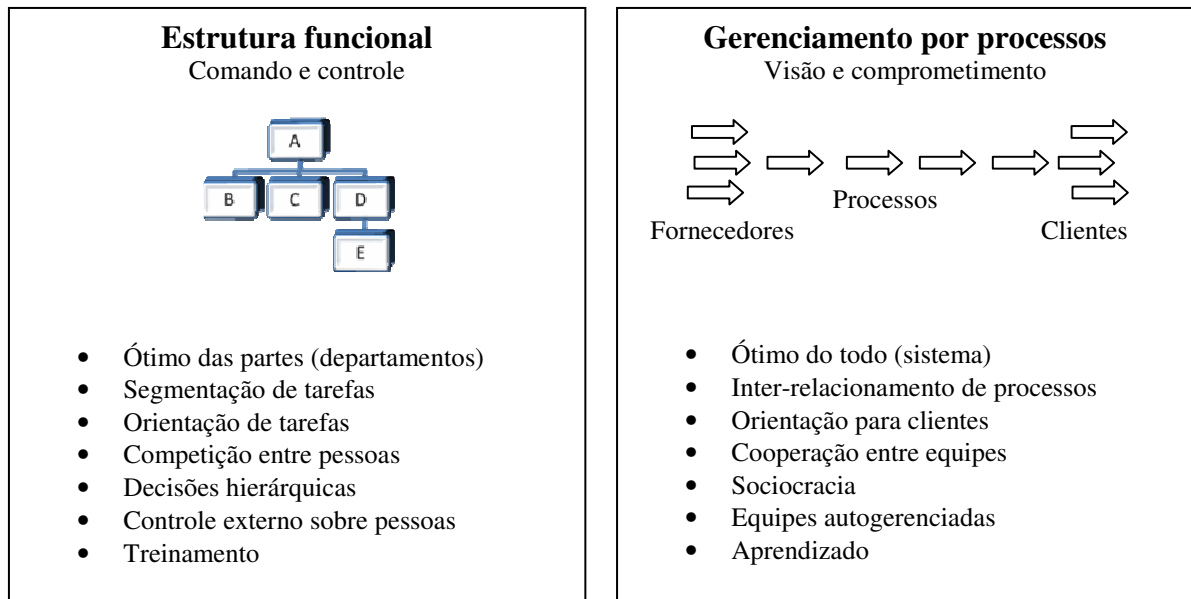 Estrutura funcional
Comando e controle
A
B C D
E
• Ótimo das partes (departamentos)
• Segmentação de tarefas
• Orientação de tarefas
• Competição entre pessoas
• Decisões hierárquicas
• Controle externo sobre pessoas
• Treinamento
Gerenciamento por processos
Visão e comprometimento
Processos
Fornecedores Clientes
• Ótimo do todo (sistema)
• Inter-relacionamento de processos
• Orientação para clientes
• Cooperação entre equipes
• Sociocracia
• Equipes autogerenciadas
• Aprendizado